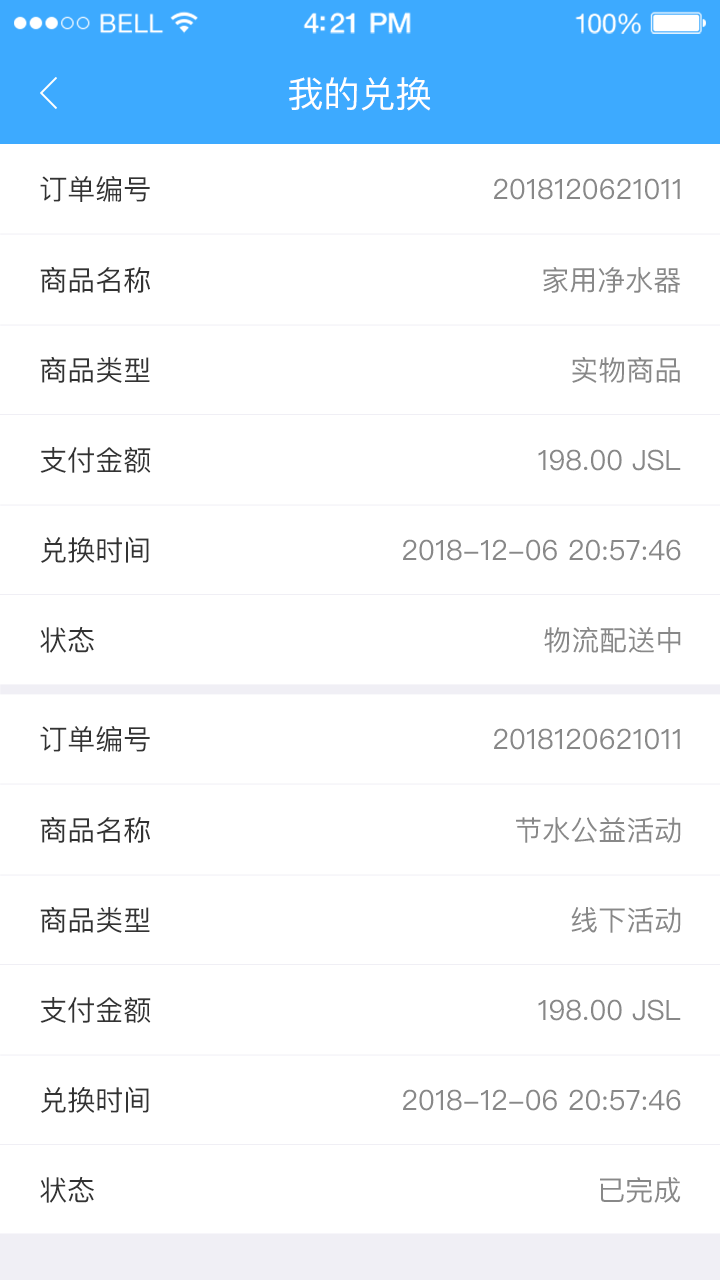 BELL 4:21 PM 100%
我的兑换
订单编号 2018120621011
商品名称 家用净水器
商品类型 实物商品
支付金额 198.00 JSL
兑换时间 2018-12-06 20:57:46
状态 物流配送中
订单编号 2018120621011
商品名称 节水公益活动
商品类型 线下活动
支付金额 198.00 JSL
兑换时间 2018-12-06 20:57:46
状态 已完成